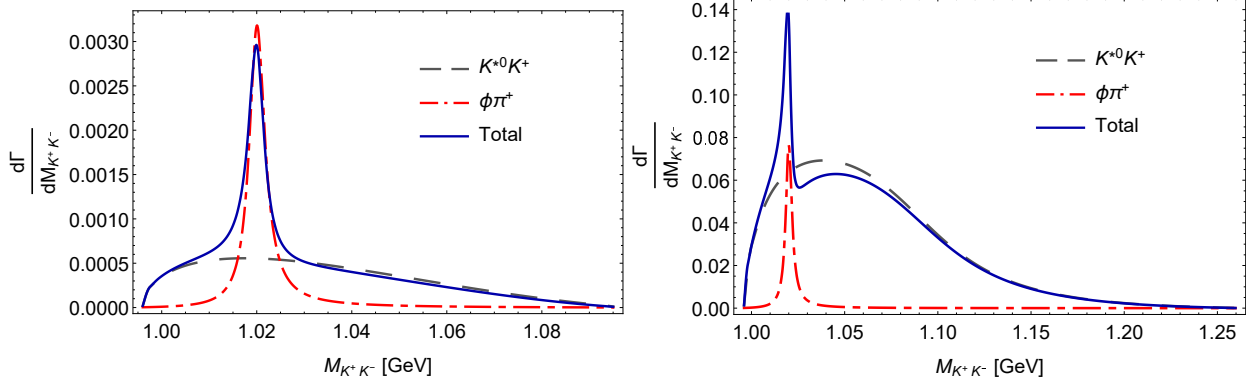 0.0030
0.0025
0.0020
0.0015
0.0010
0.0005
0.0000
dΓ
dM_{K⁺ K⁻}
K*⁰K⁺
ϕπ⁺
Total
1.00
1.02
1.04
1.06
1.08
M_{K⁺ K⁻} [GeV]
0.14
0.12
0.10
0.08
0.06
0.04
0.02
0.00
dΓ
dM_{K⁺ K⁻}
K*⁰K⁺
ϕπ⁺
Total
1.00
1.05
1.10
1.15
1.20
1.25
M_{K⁺ K⁻} [GeV]